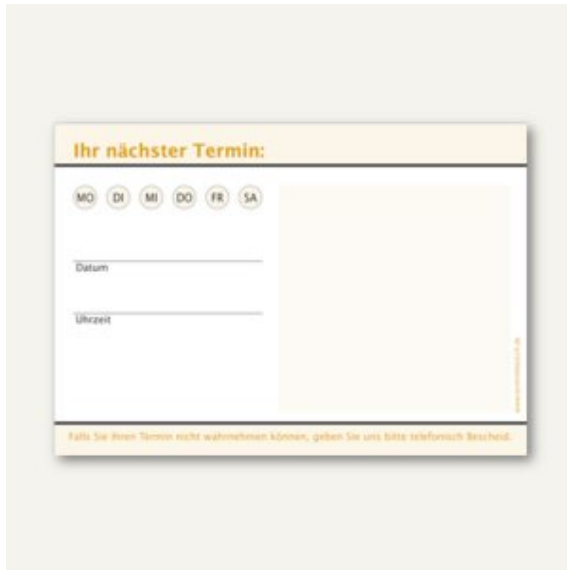 Ihr nächster Termin:
MO DI MI DO FR SA
Datum
Uhrzeit
Falls Sie Ihren Termin nicht wahrnehmen können, geben Sie uns bitte telefonisch Bescheid.